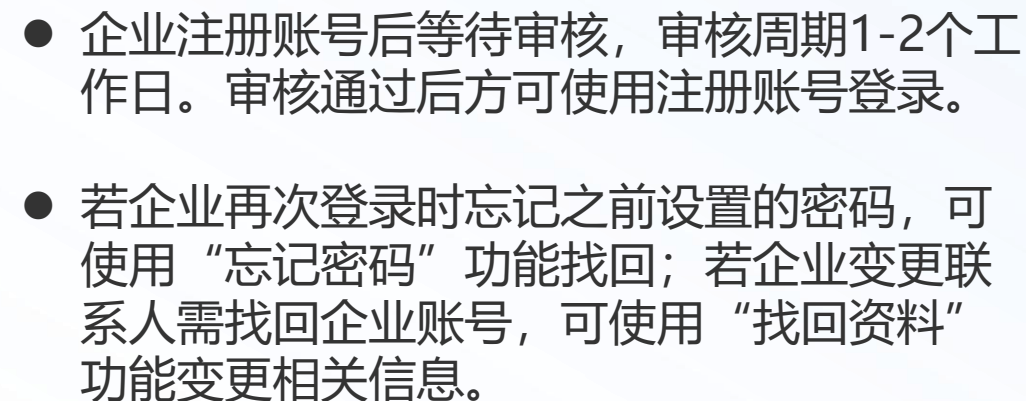 ● 企业注册账号后等待审核，审核周期1-2个工
作日。审核通过后方可使用注册账号登录。
● 若企业再次登录时忘记之前设置的密码，可
使用“忘记密码”功能找回；若企业变更联
系人需找回企业账号，可使用“找回资料”
功能变更相关信息。